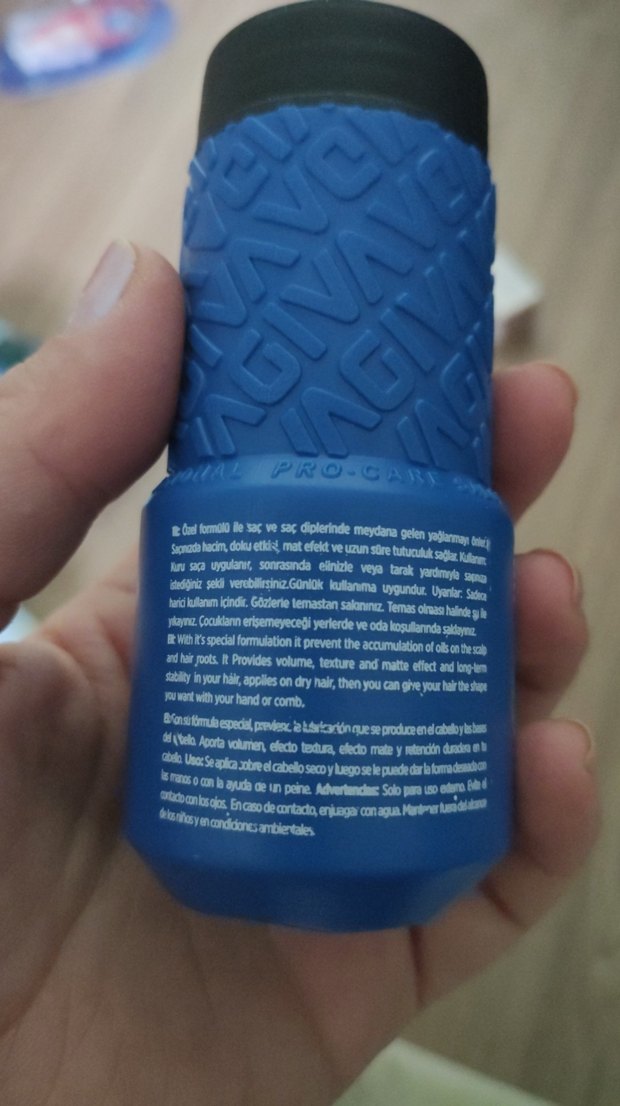 AGIVA
AGIVA
AGIVA
PRO-CARE
TR: Özel formülü ile saç ve saç diplerinde meydana gelen yağlanmayı önler.
Saçınızda hacim, doku etkisi, mat efekt ve uzun süre tutuculuk sağlar. Kullanım:
Kuru saça uygulanır, sonrasında elinizle veya tarak yardımıyla saçınıza
istediğiniz şekli verebilirsiniz.Günlük kullanıma uygundur. Uyarılar: Sadece
harici kullanım içindir. Gözlerle temastan sakınınız. Temas olması halinde su ile
yıkayınız. Çocukların erişemeyeceği yerlerde ve oda koşullarında saklayınız.
EN: With it's special formulation it prevent the accumulation of oils on the scalp
and hair roots. It Provides volume, texture and matte effect and long-term
stability in your hair, applies on dry hair, then you can give your hair the shape
you want with your hand or comb.
ES: Con su fórmula especial, previene la lubricación que se produce en el cabello y las bases
del cabello. Aporta volumen, efecto textura, efecto mate y retención duradera en tu
cabello. Uso: Se aplica sobre el cabello seco y luego se le puede dar la forma deseada con
las manos o con la ayuda de un peine. Advertendas: Solo para uso externo. Evite el
contacto con los ojos. En caso de contacto, enjuagar con agua. Mantener fuera del alcance
de los niños y en condiciones ambientales.